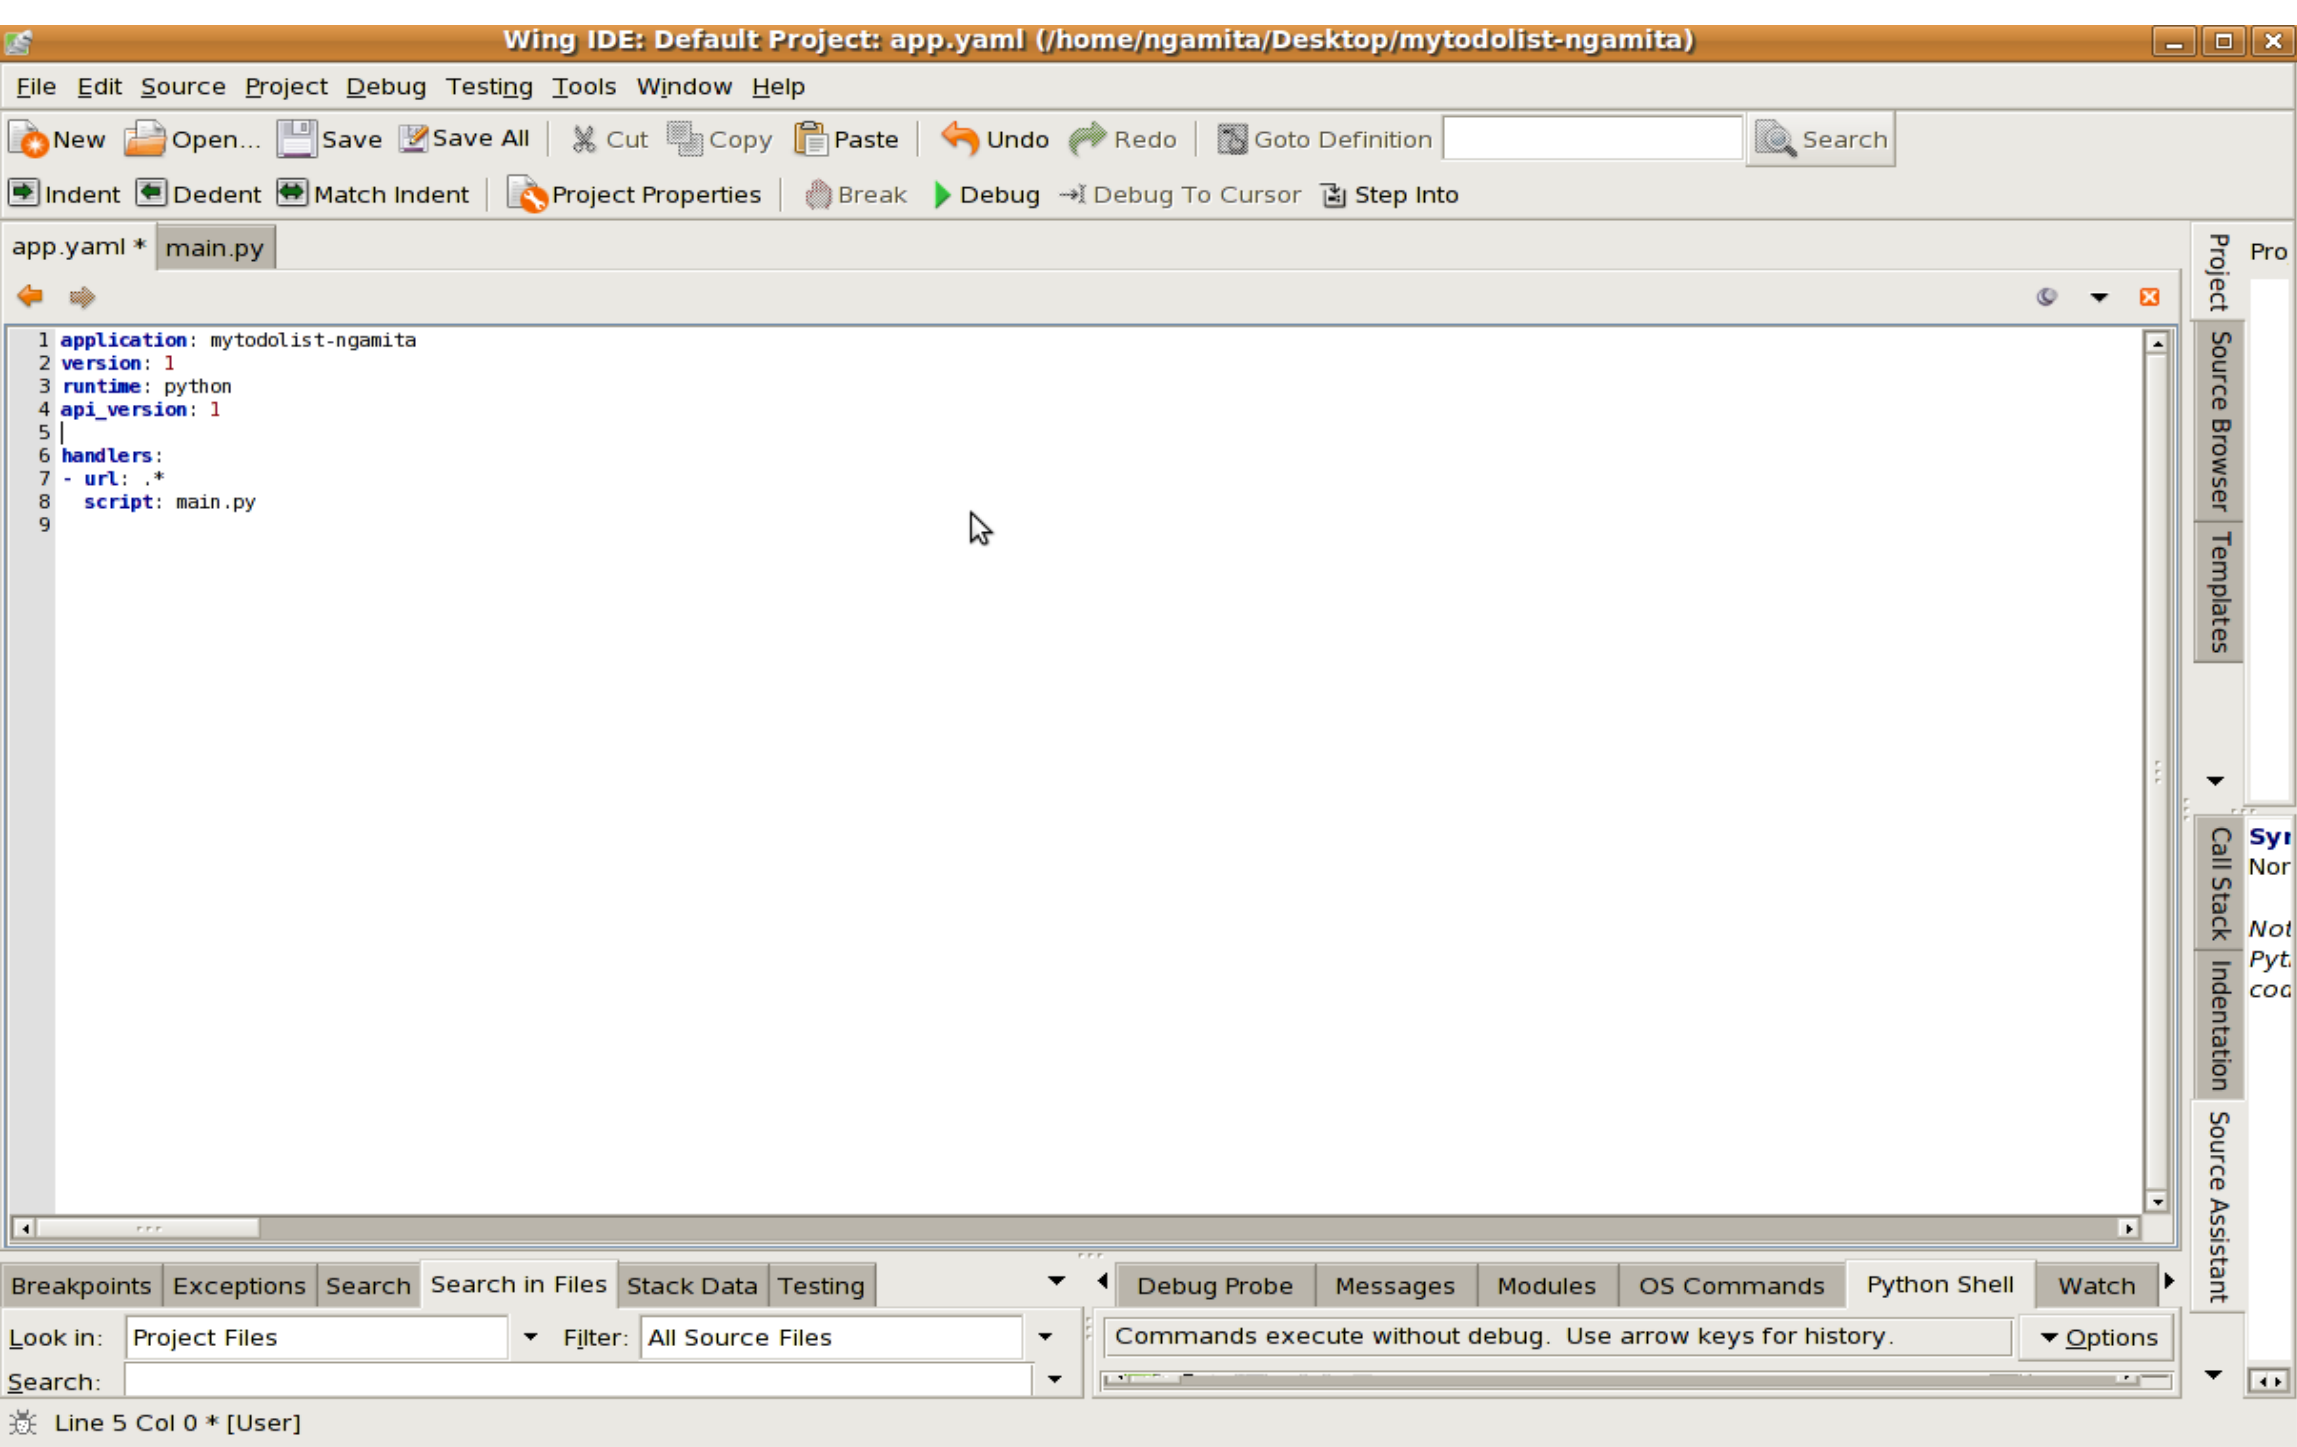 Wing IDE: Default Project: app.yaml (/home/ngamita/Desktop/mytodolist-ngamita)
File Edit Source Project Debug Testing Tools Window Help
New Open... Save Save All Cut Copy Paste Undo Redo Goto Definition Search
Indent Dedent Match Indent Project Properties Break Debug Debug To Cursor Step Into
app.yaml * main.py
1 application: mytodolist-ngamita
2 version: 1
3 runtime: python
4 api_version: 1
5
6 handlers:
7 - url: .*
8 script: main.py
9
Project
Source Browser
Templates
Pro
Call Stack
Indentation
Source Assistant
Nor
Not
Breakpoints Exceptions Search Search in Files Stack Data Testing
Look in: Project Files Filter: All Source Files
Search:
Debug Probe Messages Modules OS Commands Python Shell Watch
Commands execute without debug. Use arrow keys for history. Options
Line 5 Col 0 * [User]